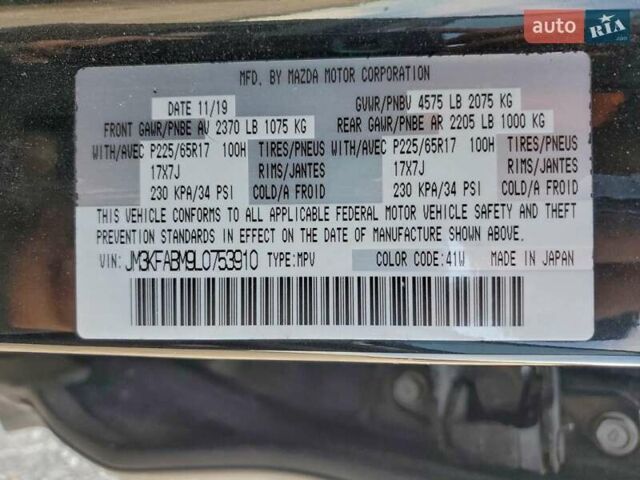 auto RIA
.com
MFD. BY MAZDA MOTOR CORPORATION
DATE 11/19 GVWR/PNBV 4575 LB 2075 KG
FRONT GAWR/PNBE AV 2370 LB 1075 KG REAR GAWR/PNBE AR 2205 LB 1000 KG
WITH/AVEC P225/65R17 100H TIRES/PNEUS WITH/AVEC P225/65R17 100H TIRES/PNEUS
17X7J RIMS/JANTES 17X7J RIMS/JANTES
230 KPA/34 PSI COLD/A FROID 230 KPA/34 PSI COLD/A FROID
THIS VEHICLE CONFORMS TO ALL APPLICABLE FEDERAL MOTOR VEHICLE SAFETY AND THEFT
PREVENTION STANDARDS IN EFFECT ON THE DATE OF MANUFACTURE SHOWN ABOVE.
VIN: JM3KFABM9L0753910 TYPE: MPV COLOR CODE: 41W MADE IN JAPAN